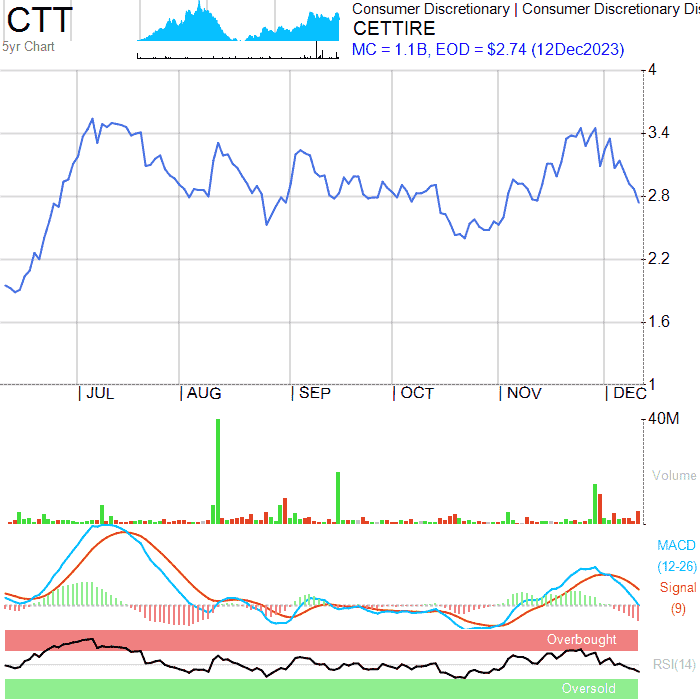 CTT
5yr Chart
Consumer Discretionary | Consumer Discretionary Dis
CETTIRE
MC = 1.1B, EOD = $2.74 (12Dec2023)
4
3.4
2.8
2.2
1.6
1
| JUL | AUG | SEP | OCT | NOV | DEC
40M
Volume
MACD
(12-26)
Signal
(9)
Overbought
RSI(14)
Oversold